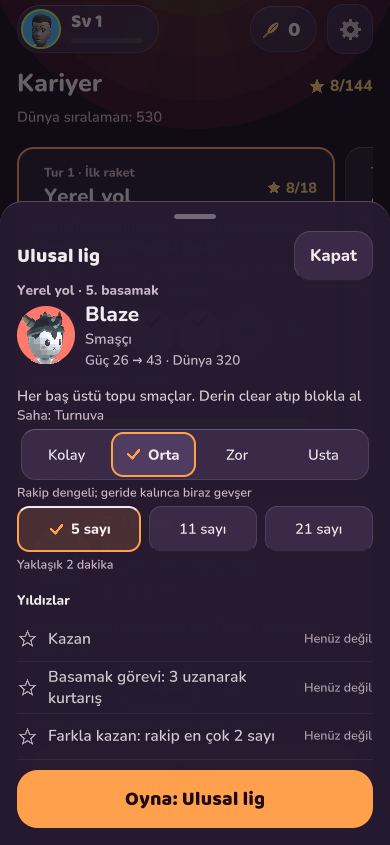 Sv 1
0
Kariyer
8/144
Dünya sıralaman: 530
Tur 1 · İlk raket
Yerel yol
8/18
Ulusal lig
Kapat
Yerel yol · 5. basamak
Blaze
Smaşçı
Güç 26 → 43 · Dünya 320
Her baş üstü topu smaçlar. Derin clear atıp blokla al
Saha: Turnuva
Kolay
Orta
Zor
Usta
Rakip dengeli; geride kalınca biraz gevşer
5 sayı
11 sayı
21 sayı
Yaklaşık 2 dakika
Yıldızlar
Kazan
Henüz değil
Basamak görevi: 3 uzanarak
kurtarış
Henüz değil
Farkla kazan: rakip en çok 2 sayı
Henüz değil
Oyna: Ulusal lig